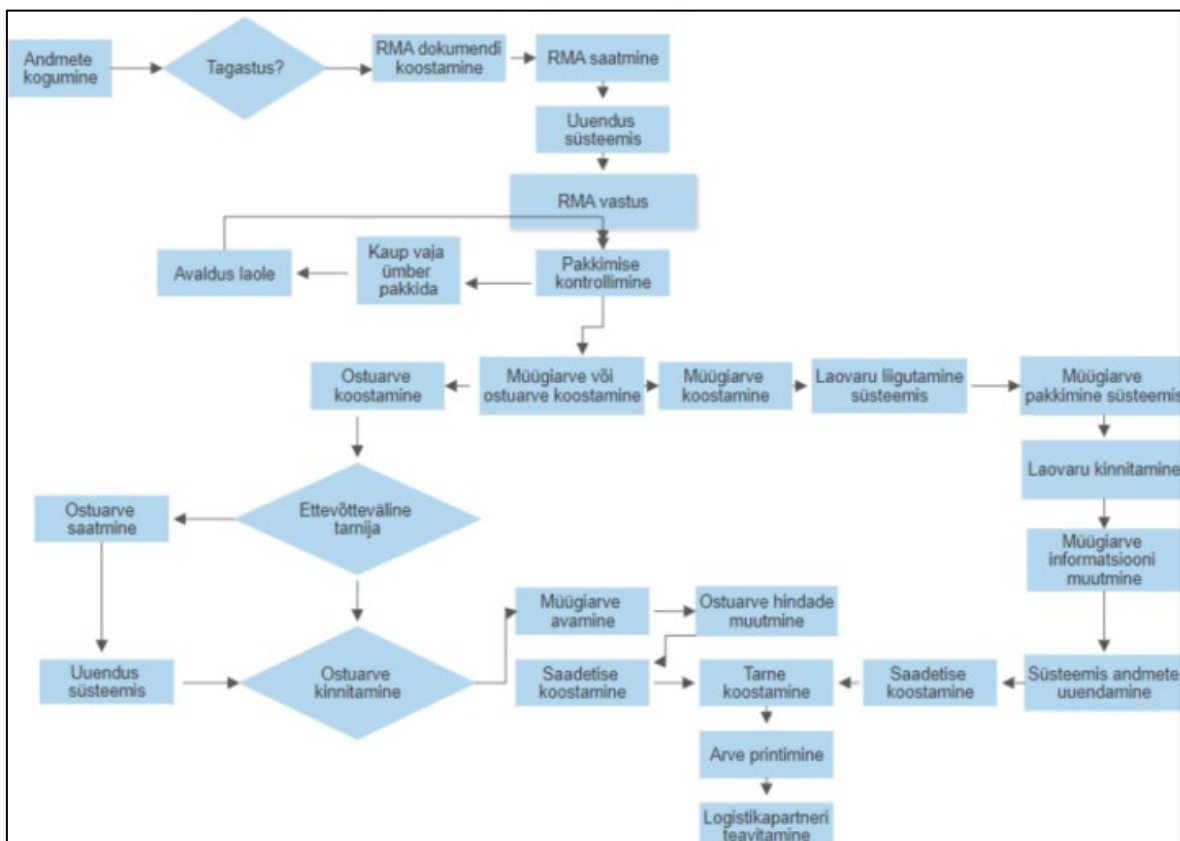 Andmete
kogumine
Tagastus?
RMA dokumendi
koostamine
RMA saatmine
Uuendus
süsteemis
RMA vastus
Avaldus laole
Kaup vaja
ümber
pakkida
Pakkimise
kontrollimine
Ostuarve
koostamine
Müügiarve või
ostuarve koostamine
Müügiarve
koostamine
Laovaru liigutamine
süsteemis
Müügiarve
pakkimine süsteemis
Laovaru kinnitamine
Ostuarve
saatmine
Ettevõtteväline
tarnija
Müügiarve
informatsiooni
muutmine
Müügiarve
avamine
Ostuarve hindade
muutmine
Uuendus
süsteemis
Ostuarve
kinnitamine
Saadetise
koostamine
Tarne
koostamine
Saadetise
koostamine
Süsteemis andmete
uuendamine
Arve printimine
Logistikapartneri
teavitamine